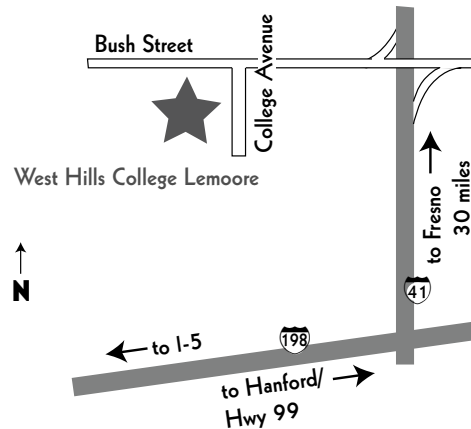 Bush Street
College Avenue
West Hills College Lemoore
to Fresno
30 miles
N
41
198
to I-5
to Hanford/
Hwy 99